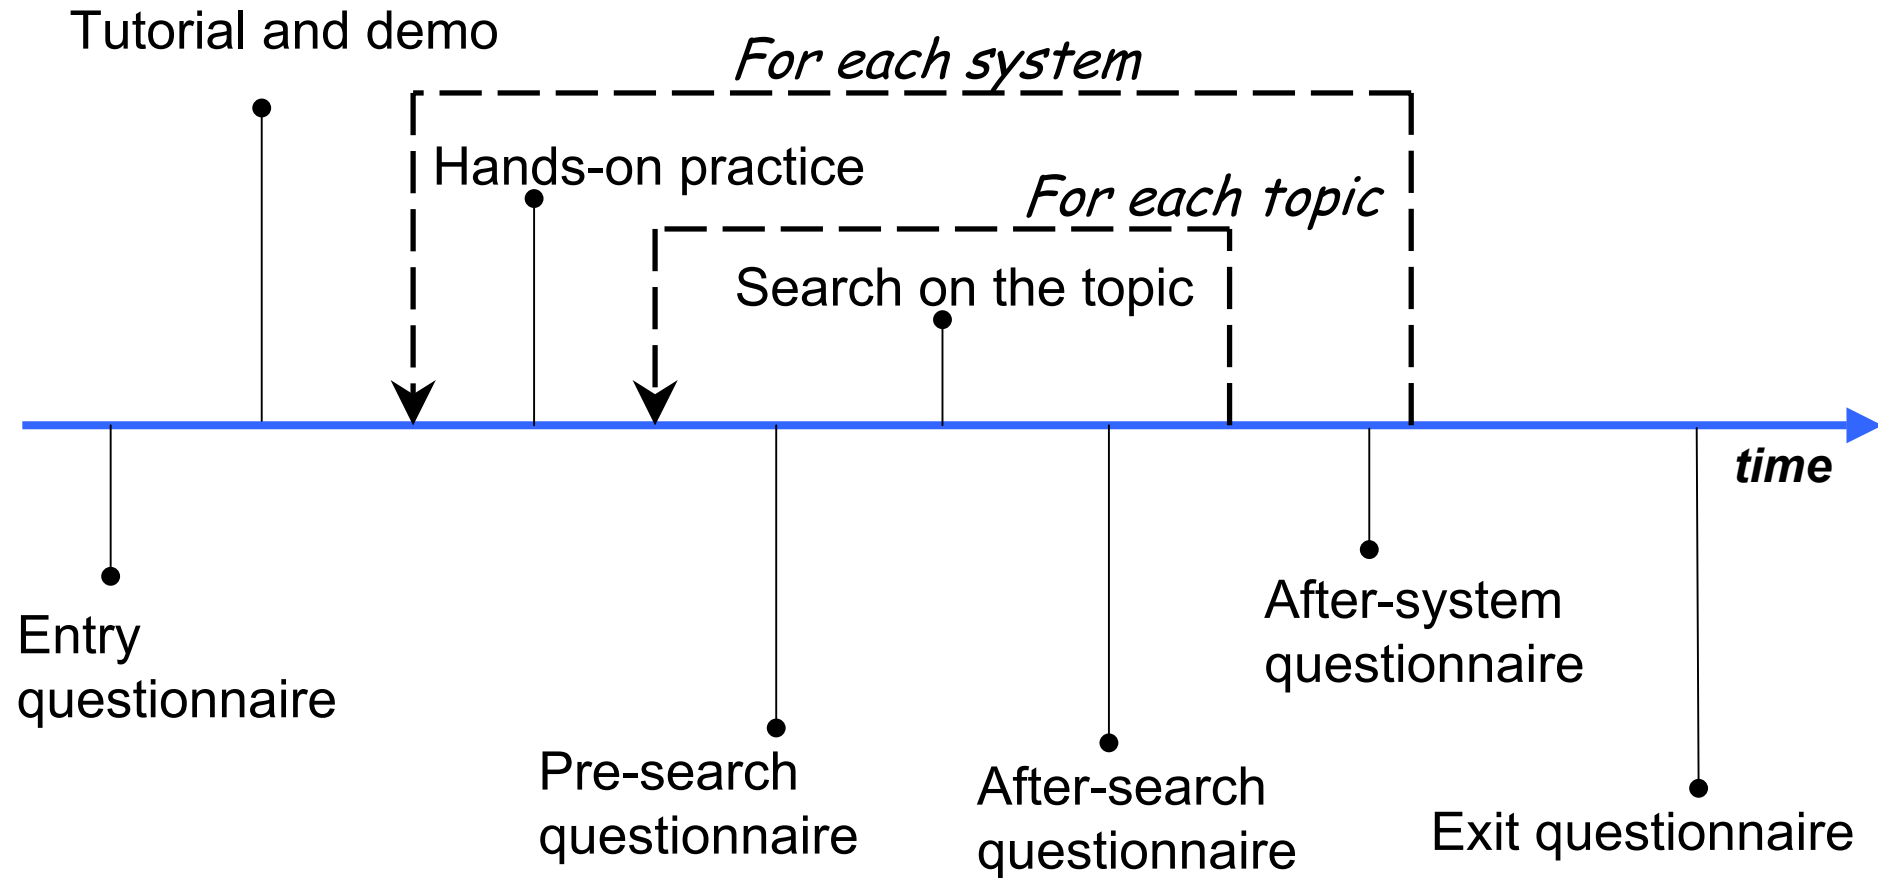 Tutorial and demo
For each system
Hands-on practice
For each topic
Search on the topic
time
Entry
questionnaire
Pre-search
questionnaire
After-search
questionnaire
After-system
questionnaire
Exit questionnaire